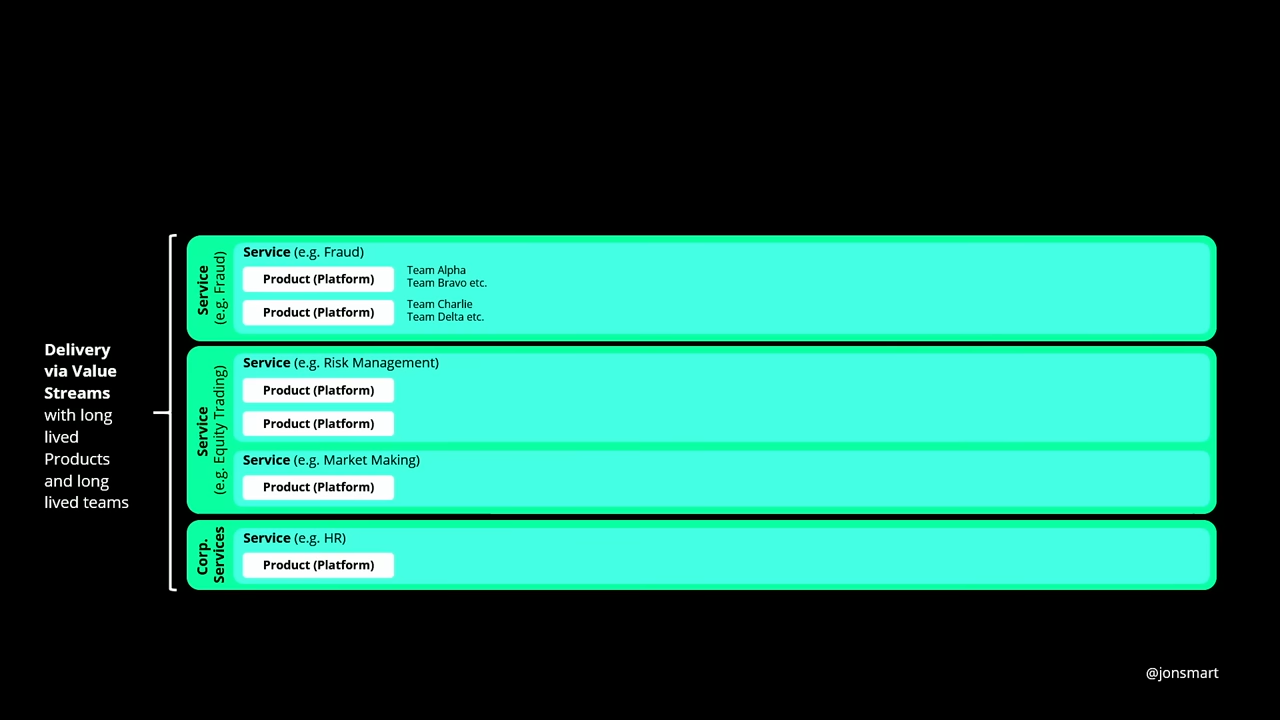 Delivery
via Value
Streams
with long
lived
Products
and long
lived teams
Service
(e.g. Fraud)
Service (e.g. Fraud)
Product (Platform)
Team Alpha
Team Bravo etc.
Product (Platform)
Team Charlie
Team Delta etc.
Service
(e.g. Equity Trading)
Service (e.g. Risk Management)
Product (Platform)
Product (Platform)
Service (e.g. Market Making)
Product (Platform)
Corp.
Services
Service (e.g. HR)
Product (Platform)
@jonsmart